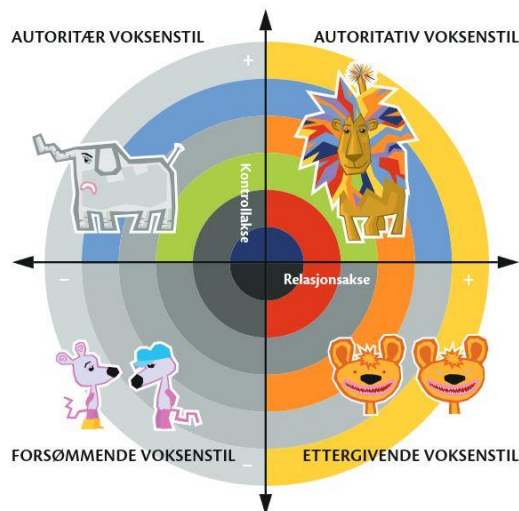 AUTORITÆR VOKSENSTIL
AUTORITATIV VOKSENSTIL
+
Kontrollakse
Relasjonsakse
–
+
FORSØMMENDE VOKSENSTIL
–
ETTERGIVENDE VOKSENSTIL